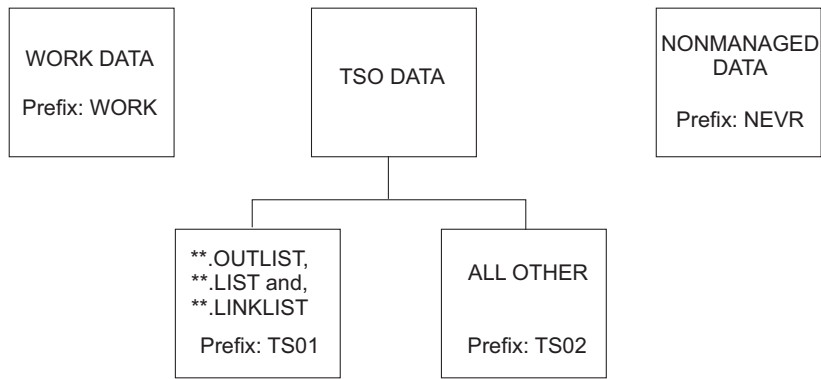 WORK DATA
Prefix: WORK
TSO DATA
NONMANAGED
DATA
Prefix: NEVR
**.OUTLIST,
**.LIST and,
**.LINKLIST
Prefix: TS01
ALL OTHER
Prefix: TS02